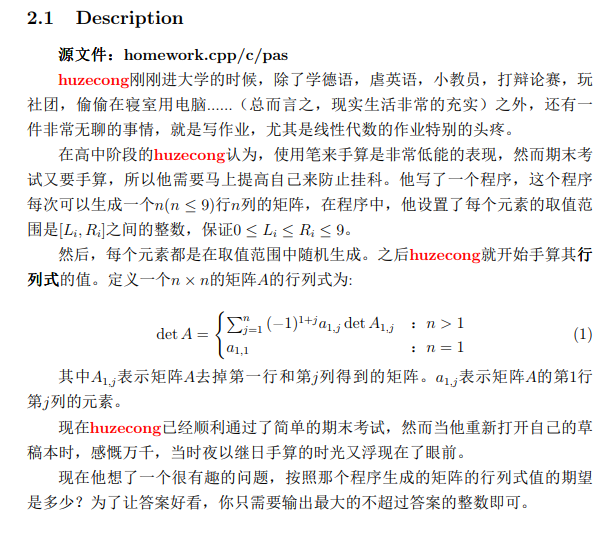 2.1 Description
源文件：homework.cpp/c/pas
huzecong刚刚进大学的时候，除了学德语，虐英语，小教员，打辩论赛，玩
社团，偷偷在寝室用电脑......（总而言之，现实生活非常的充实）之外，还有一
件非常无聊的事情，就是写作业，尤其是线性代数的作业特别的头疼。
在高中阶段的huzecong认为，使用笔来手算是非常低能的表现，然而期末考
试又要手算，所以他需要马上提高自己来防止挂科。他写了一个程序，这个程序
每次可以生成一个n(n ≤ 9)行n列的矩阵，在程序中，他设置了每个元素的取值范
围是[L_i, R_i]之间的整数，保证0 ≤ L_i ≤ R_i ≤ 9。
然后，每个元素都是在取值范围中随机生成。之后huzecong就开始手算其行
列式的值。定义一个n × n的矩阵A的行列式为:
det A = { ∑_{j=1}^{n} (−1)^{1+j} a_{1,j} det A_{1,j} ：n > 1
a_{1,1} ：n = 1 (1)
其中A_{1,j}表示矩阵A去掉第一行和第j列得到的矩阵。a_{1,j}表示矩阵A的第1行
第j列的元素。
现在huzecong已经顺利通过了简单的期末考试，然而当他重新打开自己的草
稿本时，感慨万千，当时夜以继日手算的时光又浮现在了眼前。
现在他想了一个很有趣的问题，按照那个程序生成的矩阵的行列式值的期望
是多少？为了让答案好看，你只需要输出最大的不超过答案的整数即可。